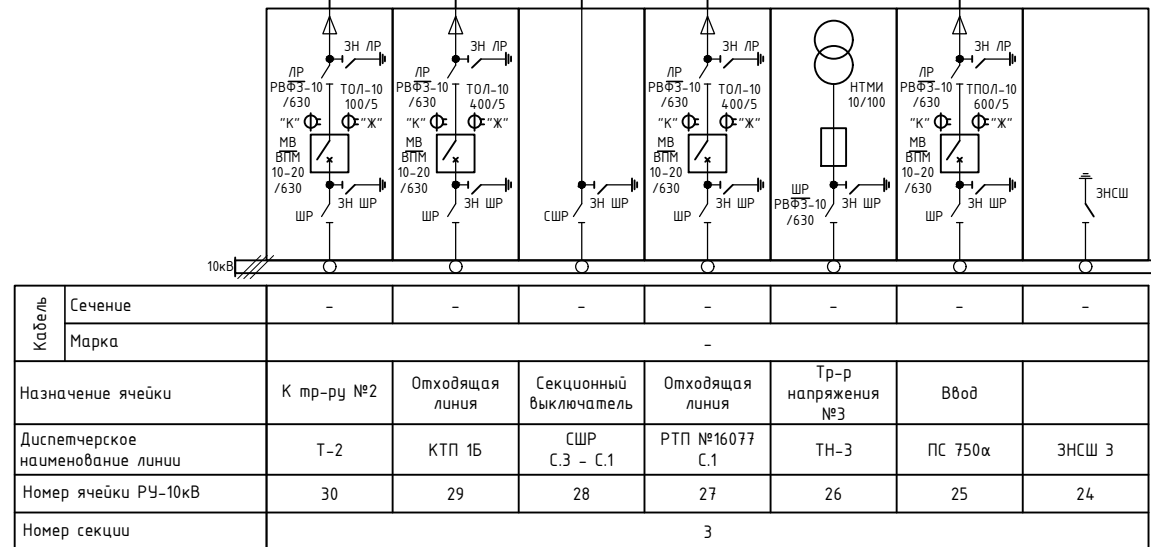 ЗН ЛР
ЛР
РВФЗ-10
/630
ТОЛ-10
100/5
"К"
"Ж"
МВ
ВПМ
10-20
/630
ЗН ШР
ШР
ЗН ЛР
ЛР
РВФЗ-10
/630
ТОЛ-10
400/5
"К"
"Ж"
МВ
ВПМ
10-20
/630
ЗН ШР
ШР
ЗН ШР
СШР
ЗН ЛР
ЛР
РВФЗ-10
/630
ТОЛ-10
400/5
"К"
"Ж"
МВ
ВПМ
10-20
/630
ЗН ШР
ШР
НТМИ
10/100
ШР
РВФЗ-10
/630
ЗН ШР
ЗН ЛР
ЛР
РВФЗ-10
/630
ТПОЛ-10
600/5
"К"
"Ж"
МВ
ВПМ
10-20
/630
ЗН ШР
ШР
ЗНСШ
10кВ
Кабель
Сечение - - - - - - -
Марка -
Назначение ячейки
К тр-ру №2
Отходящая
линия
Секционный
выключатель
Отходящая
линия
Тр-р
напряжения
№3
Ввод
Диспетчерское
наименование линии
Т-2
КТП 1Б
СШР
С.3 - С.1
РТП №16077
С.1
ТН-3
ПС 750α
ЗНСШ 3
Номер ячейки РУ-10кВ 30 29 28 27 26 25 24
Номер секции 3